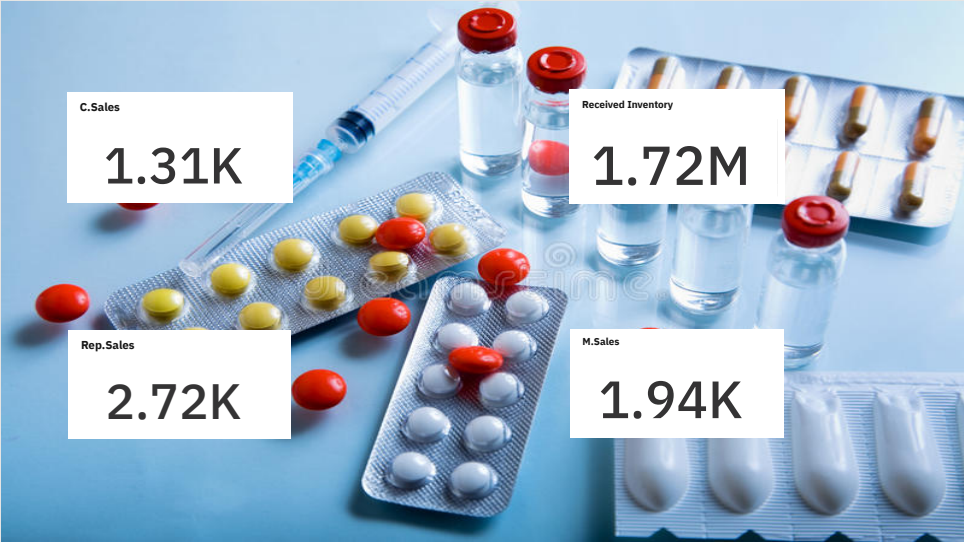 C.Sales
1.31K
Received Inventory
1.72M
Rep.Sales
2.72K
M.Sales
1.94K